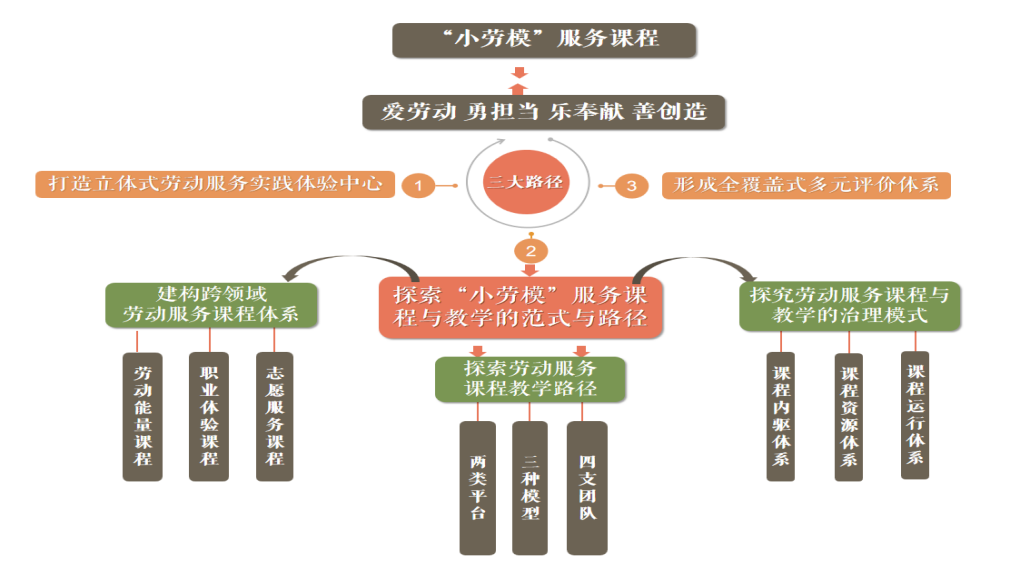 “小劳模”服务课程
爱劳动 勇担当 乐奉献 善创造
打造立体式劳动服务实践体验中心
1
三大路径
3
形成全覆盖式多元评价体系
2
建构跨领域
劳动服务课程体系
探索“小劳模”服务课
程与教学的范式与路径
探究劳动服务课程与
教学的治理模式
探索劳动服务
课程教学路径
劳动能量课程
职业体验课程
志愿服务课程
两类平台
三种模型
四支团队
课程内驱体系
课程资源体系
课程运行体系